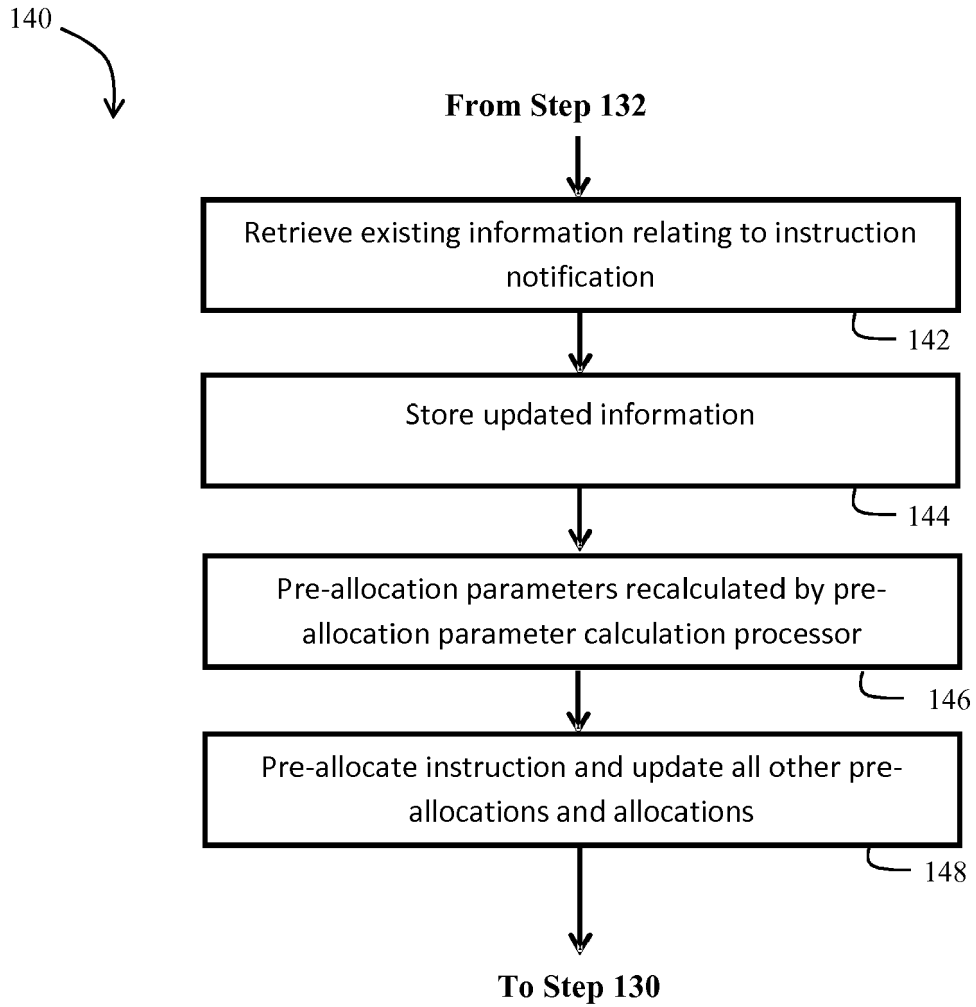 140
From Step 132
Retrieve existing information relating to instruction
notification
142
Store updated information
144
Pre-allocation parameters recalculated by pre-
allocation parameter calculation processor
146
Pre-allocate instruction and update all other pre-
allocations and allocations
148
To Step 130